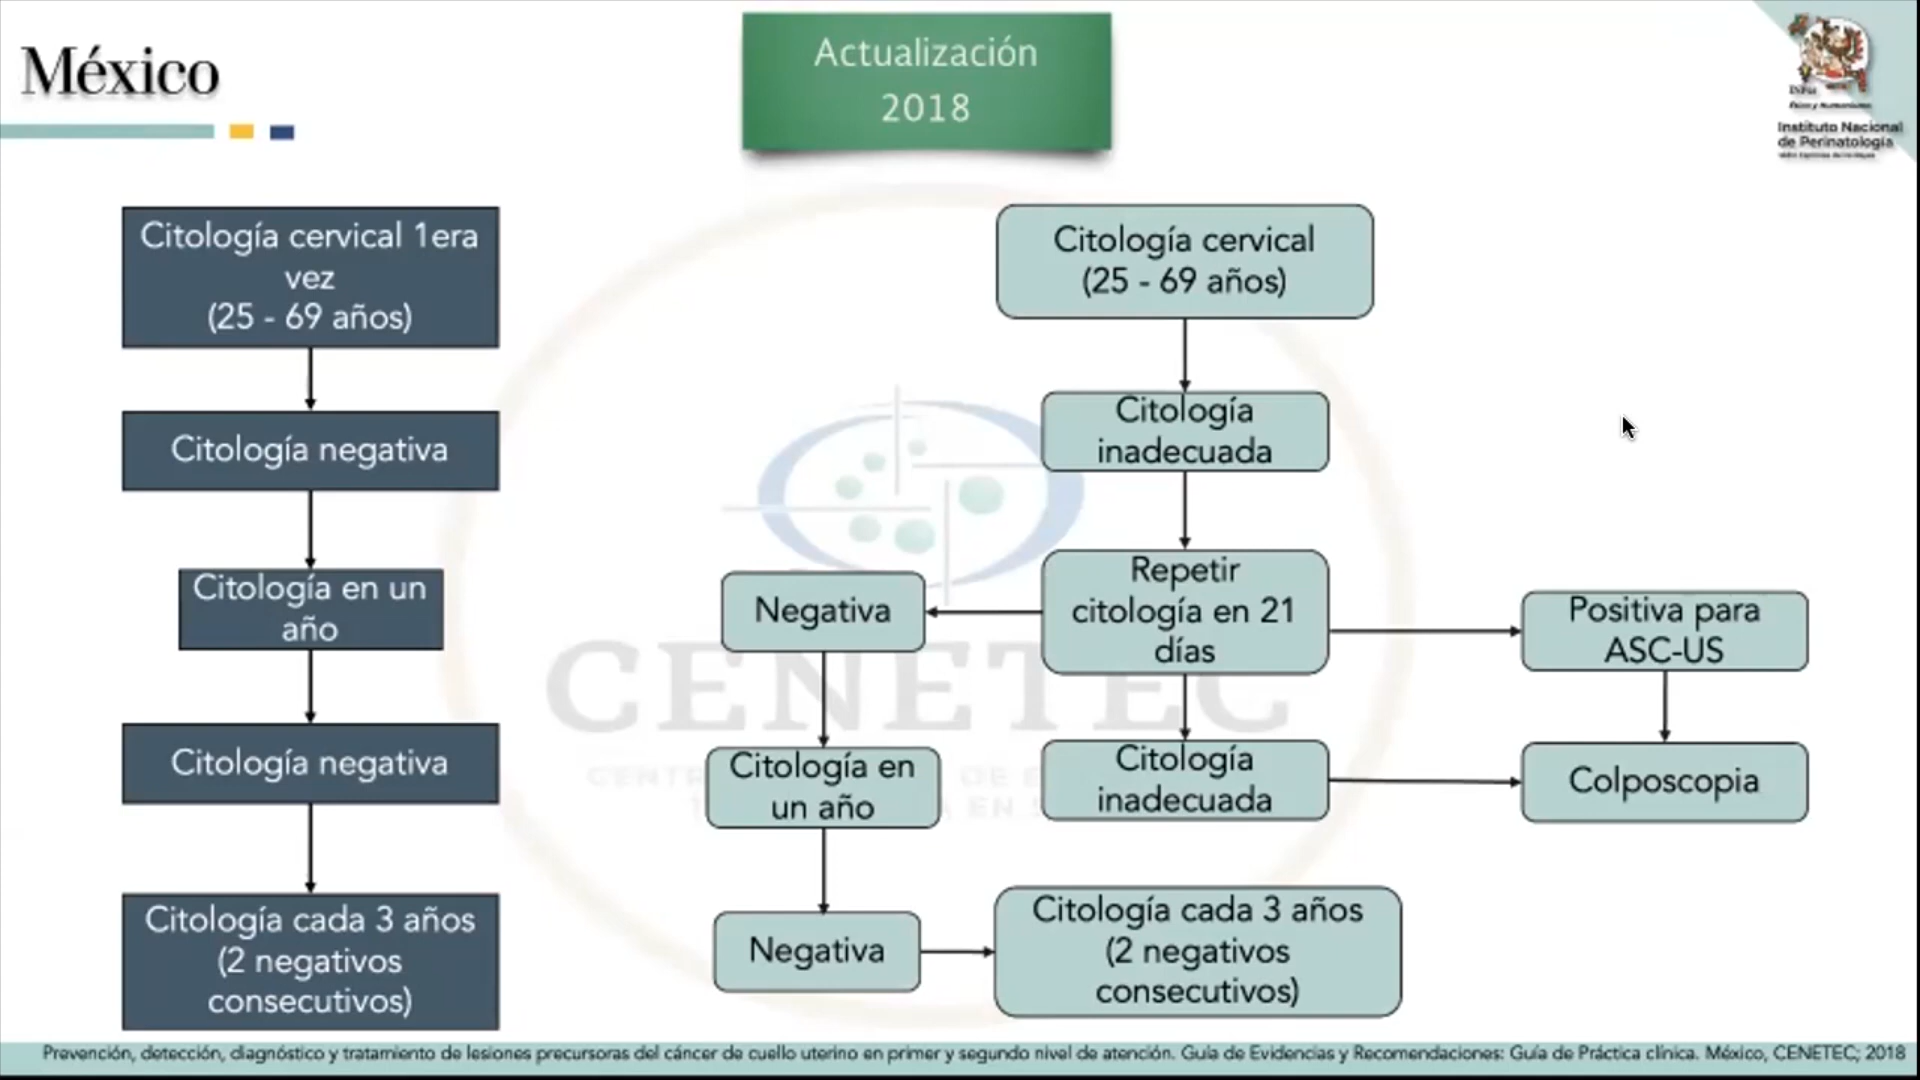 México
Actualización
2018
Instituto Nacional
de Perinatología
Citología cervical 1era
vez
(25 - 69 años)
Citología negativa
Citología en un
año
Citología negativa
Citología cada 3 años
(2 negativos
consecutivos)
Citología cervical
(25 - 69 años)
Citología
inadecuada
Repetir
citología en 21
días
Negativa
Positiva para
ASC-US
Citología en
un año
Citología
inadecuada
Colposcopia
Negativa
Citología cada 3 años
(2 negativos
consecutivos)
CENETEC
Prevención, detección, diagnóstico y tratamiento de lesiones precursoras del cáncer de cuello uterino en primer y segundo nivel de atención. Guía de Evidencias y Recomendaciones: Guía de Práctica clínica. México, CENETEC; 2018